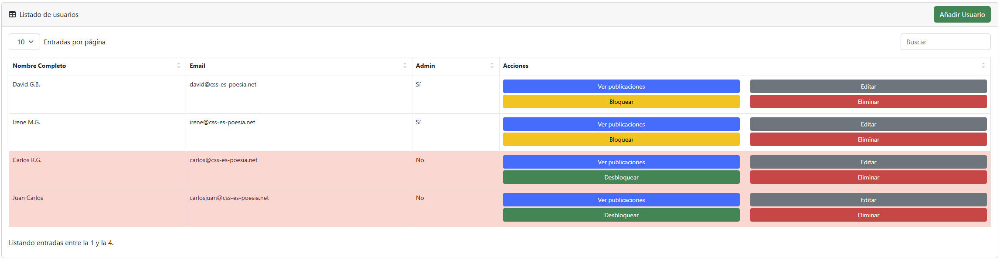 Listado de usuarios Añadir Usuario
10 Entradas por página Buscar
Nombre Completo Email Admin Acciones
David G.B. david@css-es-poesia.net Sí Ver publicaciones Editar
Bloquear Eliminar
Irene M.G. irene@css-es-poesia.net Sí Ver publicaciones Editar
Bloquear Eliminar
Carlos R.G. carlos@css-es-poesia.net No Ver publicaciones Editar
Desbloquear Eliminar
Juan Carlos carlosjuan@css-es-poesia.net No Ver publicaciones Editar
Desbloquear Eliminar
Listando entradas entre la 1 y la 4.